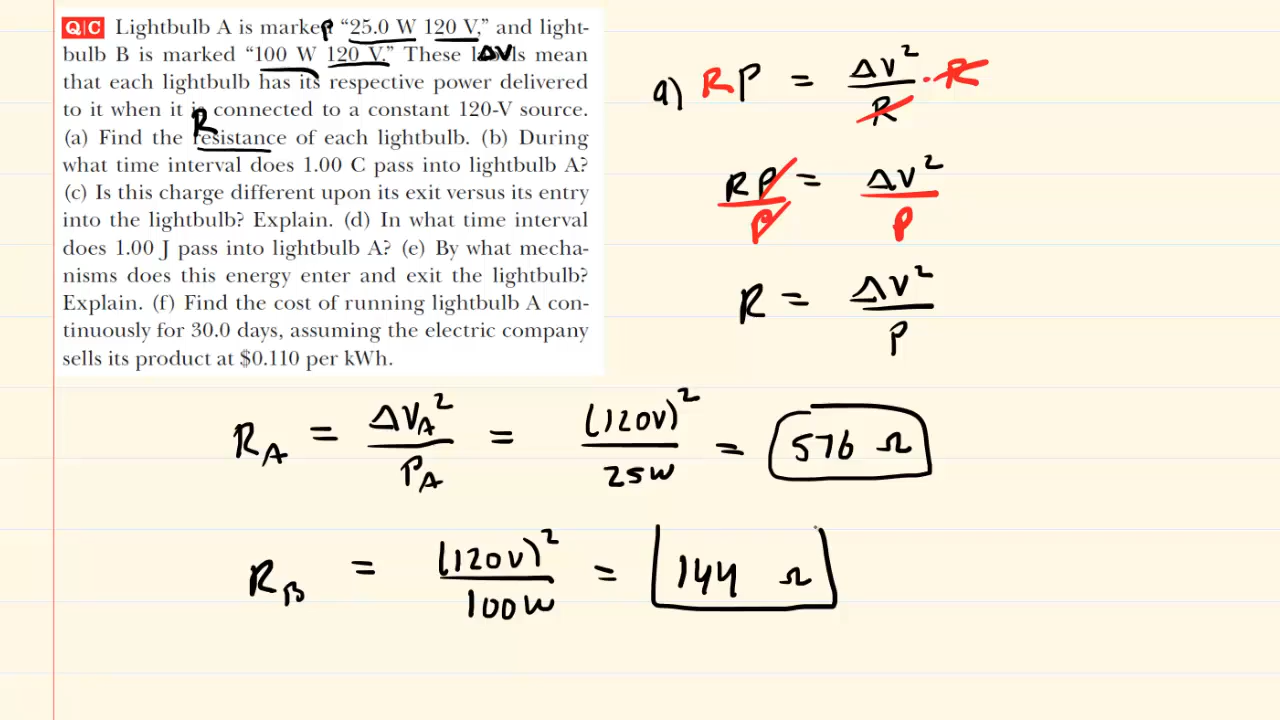 Q|C Lightbulb A is marked “25.0 W 120 V,” and light-
bulb B is marked “100 W 120 V.” These labels mean
that each lightbulb has its respective power delivered
to it when it is connected to a constant 120-V source.
(a) Find the resistance of each lightbulb. (b) During
what time interval does 1.00 C pass into lightbulb A?
(c) Is this charge different upon its exit versus its entry
into the lightbulb? Explain. (d) In what time interval
does 1.00 J pass into lightbulb A? (e) By what mecha-
nisms does this energy enter and exit the lightbulb?
Explain. (f) Find the cost of running lightbulb A con-
tinuously for 30.0 days, assuming the electric company
sells its product at $0.110 per kWh.
P
ΔV
R
a) RP = ΔV² / R · R
RP / P = ΔV² / P
R = ΔV² / P
R_A = ΔV_A² / P_A = (120V)² / 25W = 576 Ω
R_B = (120V)² / 100W = 144 Ω